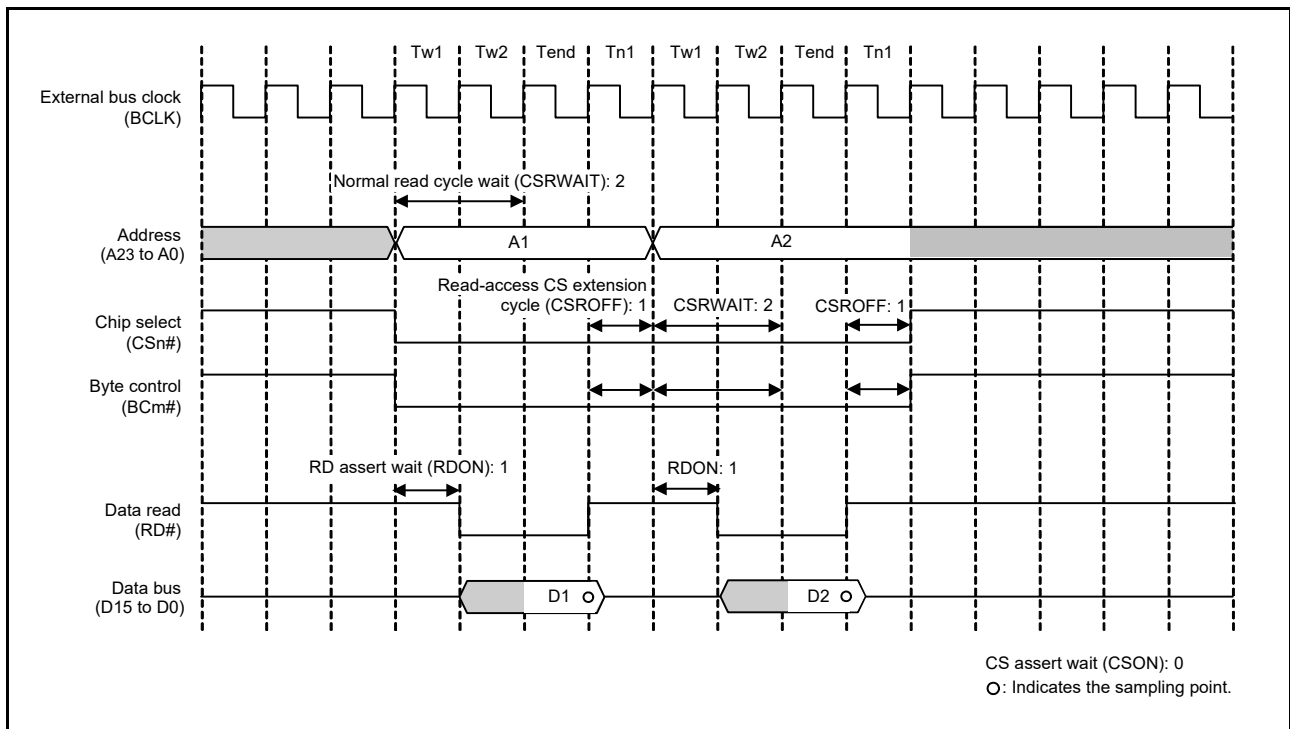 Tw1 Tw2 Tend Tn1 Tw1 Tw2 Tend Tn1
External bus clock
(BCLK)
Normal read cycle wait (CSRWAIT): 2
Address
(A23 to A0)
A1
A2
Read-access CS extension
cycle (CSROFF): 1
CSRWAIT: 2
CSROFF: 1
Chip select
(CSn#)
Byte control
(BCm#)
RD assert wait (RDON): 1
RDON: 1
Data read
(RD#)
Data bus
(D15 to D0)
D1
D2
CS assert wait (CSON): 0
: Indicates the sampling point.